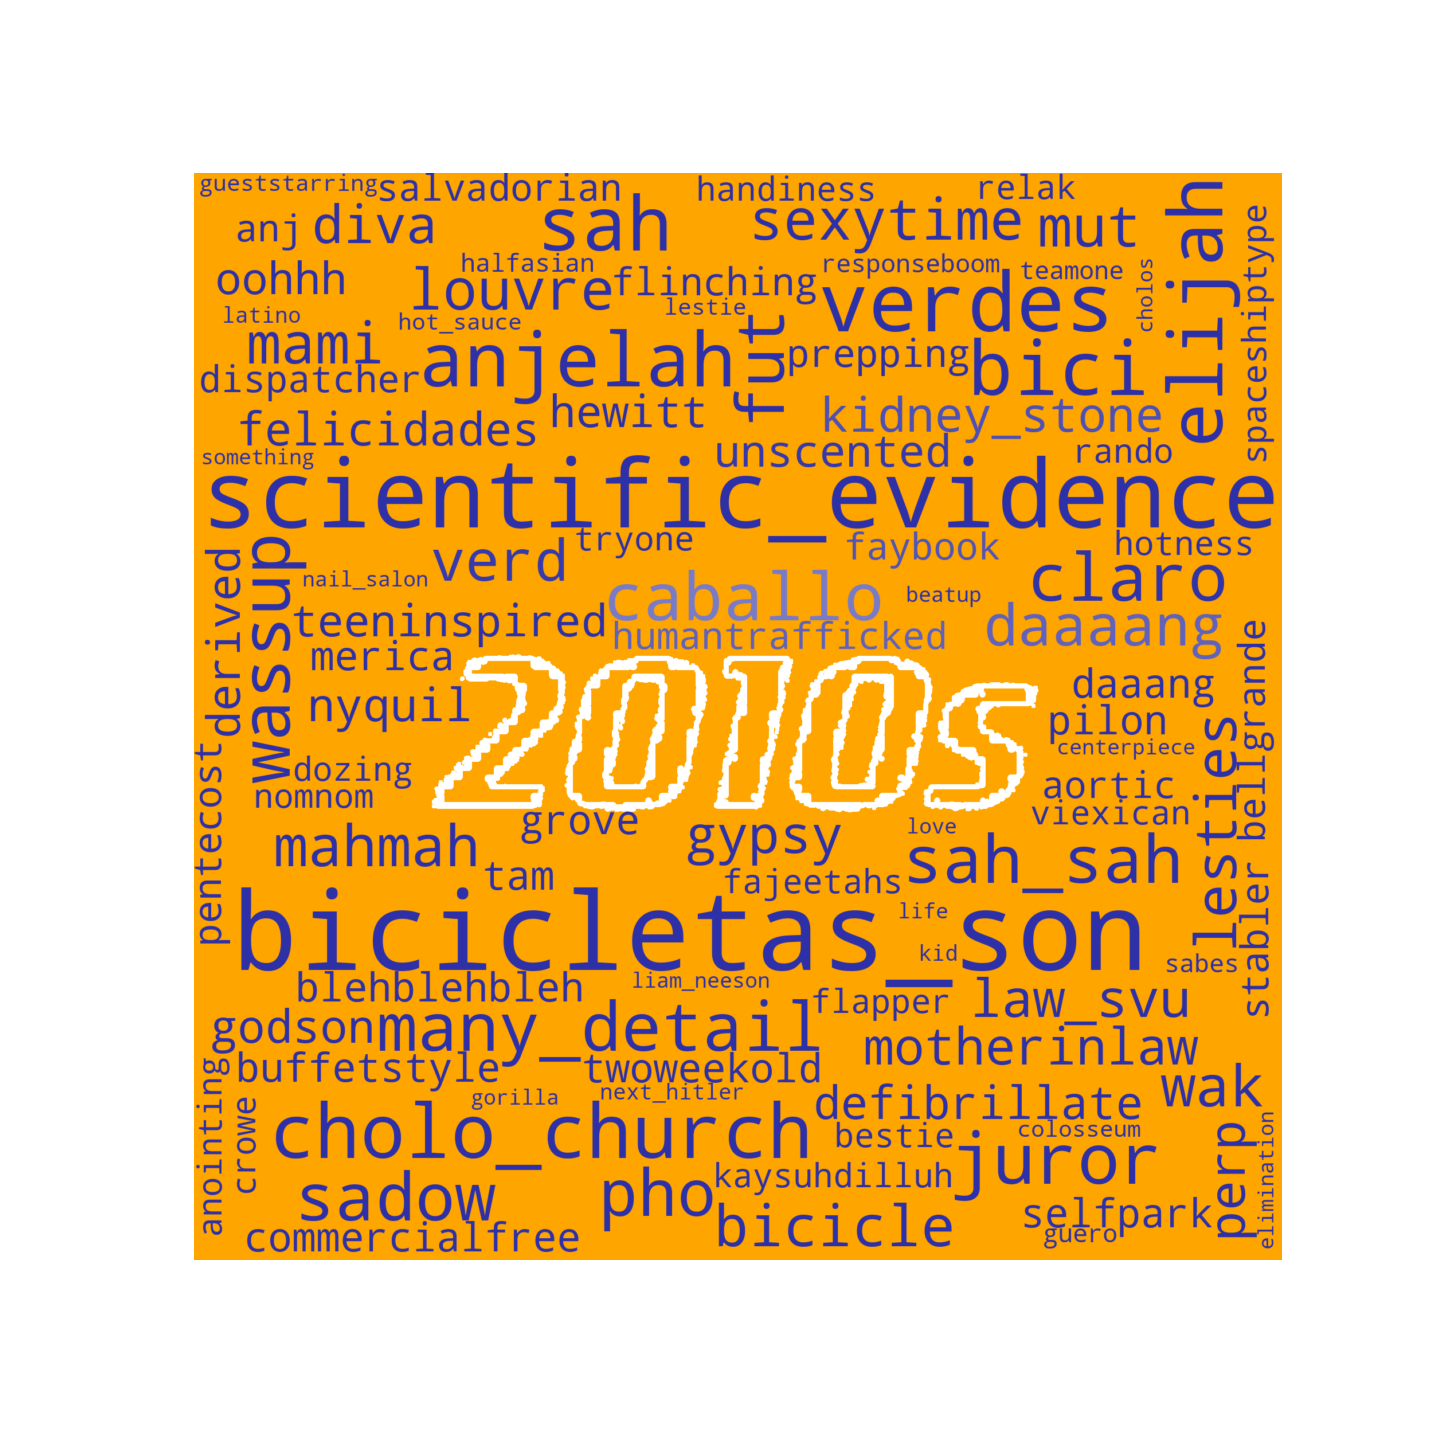 gueststarring
salvadorian
handiness
relak
anj
diva
sah
sexytime
mut
elijah
oohhh
halfasian
louvre
flinching
responseboom
teamone
verdes
cholos
spaceshiptype
latino
hot_sauce
lestie
mami
anjelah
fut
prepping
bici
dispatcher
hewitt
kidney_stone
felicidades
unscented
rando
something
scientific_evidence
tryone
faybook
hotness
derived
wassup
verd
nail_salon
caballo
beatup
claro
teeninspired
humantrafficked
daaaang
merica
2010s
daaang
nyquil
pilon
lesties
bellgrande
centerpiece
pentecost
dozing
aortic
nomnom
viexican
grove
mahmah
gypsy
love
sah_sah
tam
fajeetahs
bicicletas_son
life
kid
sabes
stabler
blehblehbleh
liam_neeson
flapper
law_svu
godson
many_detail
motherinlaw
buffetstyle
twoweekold
wak
anointing
crowe
gorilla
next_hitler
defibrillate
cholo_church
bestie
colosseum
juror
perp
elimination
sadow
pho
kaysuhdilluh
selfpark
commercialfree
bicicle
guero